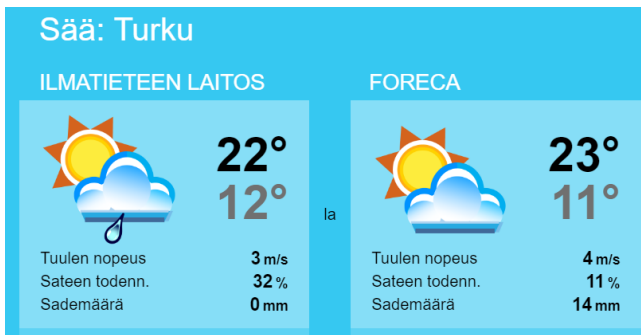 Sää: Turku
ILMATIETEEN LAITOS
22°
12°
Tuulen nopeus 3 m/s
Sateen todenn. 32 %
Sademäärä 0 mm
la
FORECA
23°
11°
Tuulen nopeus 4 m/s
Sateen todenn. 11 %
Sademäärä 14 mm